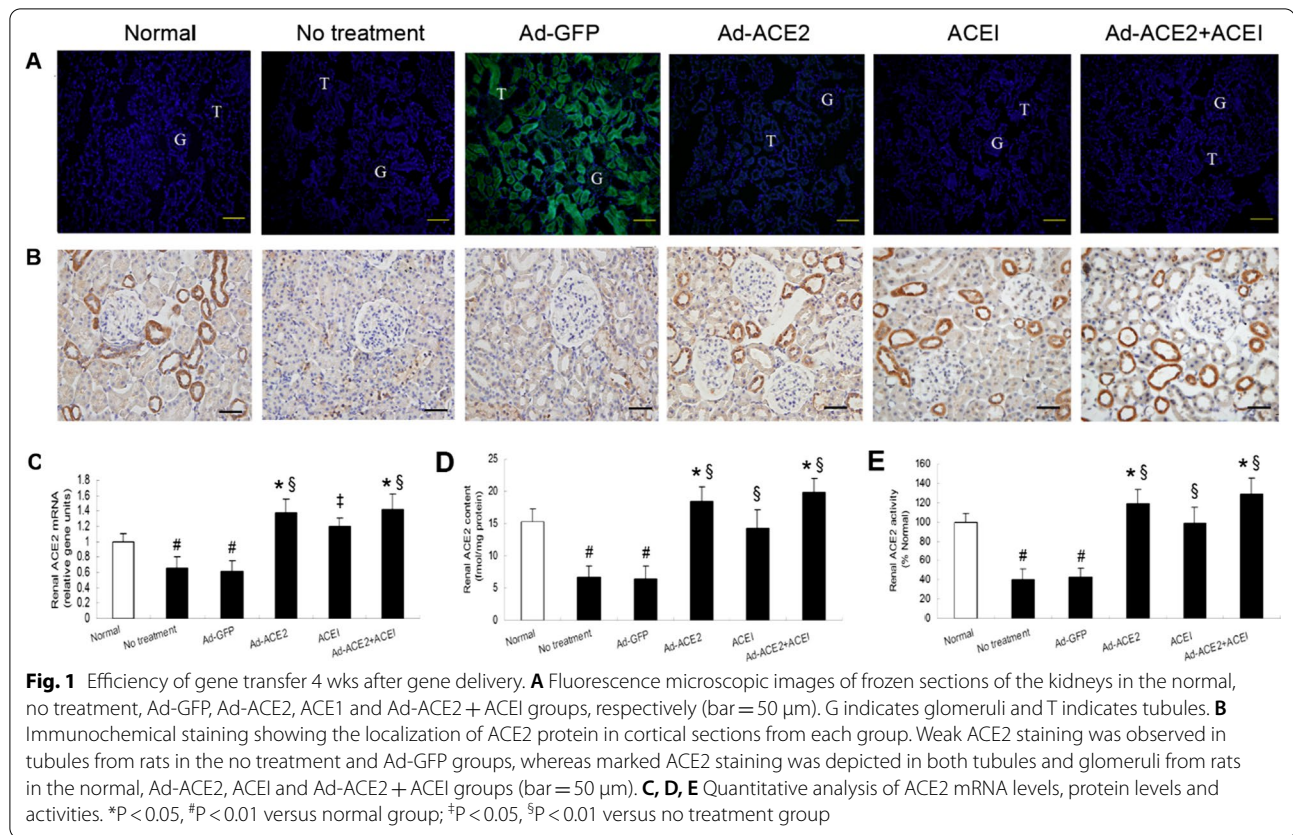 Normal No treatment Ad-GFP Ad-ACE2 ACEI Ad-ACE2+ACEI
A
T G
T G
T G
G T
T G
G T
B
C
Renal ACE2 mRNA
(relative gene units)
1.8
1.6
1.4
1.2
1
0.8
0.6
0.4
0.2
0
# # * § ‡ * §
Normal No treatment Ad-GFP Ad-ACE2 ACEI Ad-ACE2+ACEI
D
Renal ACE2 content
(fmol/mg protein)
25
20
15
10
5
0
# # * § § * §
Normal No treatment Ad-GFP Ad-ACE2 ACEI Ad-ACE2+ACEI
E
Renal ACE2 activity
(% Normal)
160
140
120
100
80
60
40
20
0
# # * § § * §
Normal No treatment Ad-GFP Ad-ACE2 ACEI Ad-ACE2+ACEI
Fig. 1 Efficiency of gene transfer 4 wks after gene delivery. A Fluorescence microscopic images of frozen sections of the kidneys in the normal,
no treatment, Ad-GFP, Ad-ACE2, ACE1 and Ad-ACE2 + ACEI groups, respectively (bar = 50 µm). G indicates glomeruli and T indicates tubules. B
Immunochemical staining showing the localization of ACE2 protein in cortical sections from each group. Weak ACE2 staining was observed in
tubules from rats in the no treatment and Ad-GFP groups, whereas marked ACE2 staining was depicted in both tubules and glomeruli from rats
in the normal, Ad-ACE2, ACEI and Ad-ACE2 + ACEI groups (bar = 50 µm). C, D, E Quantitative analysis of ACE2 mRNA levels, protein levels and
activities. *P < 0.05, #P < 0.01 versus normal group; ‡P < 0.05, §P < 0.01 versus no treatment group